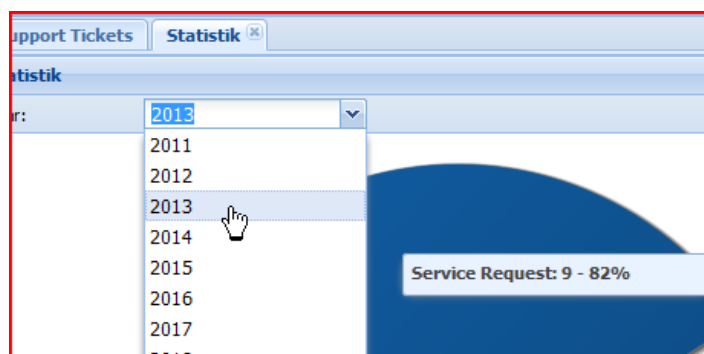 upport Tickets Statistik
atistik
r: 2013
2011
2012
2013
2014
2015
Service Request: 9 - 82%
2016
2017